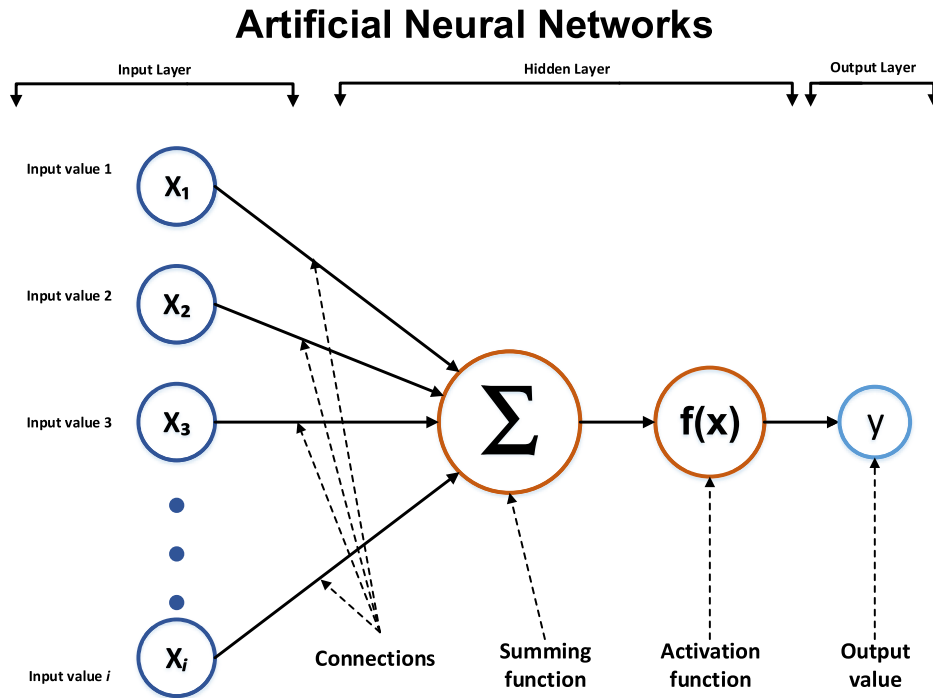 Artificial Neural Networks
Input Layer
Hidden Layer
Output Layer
Input value 1
X₁
Input value 2
X₂
Input value 3
X₃
Σ
f(x)
y
Input value i
Xᵢ
Connections
Summing
function
Activation
function
Output
value